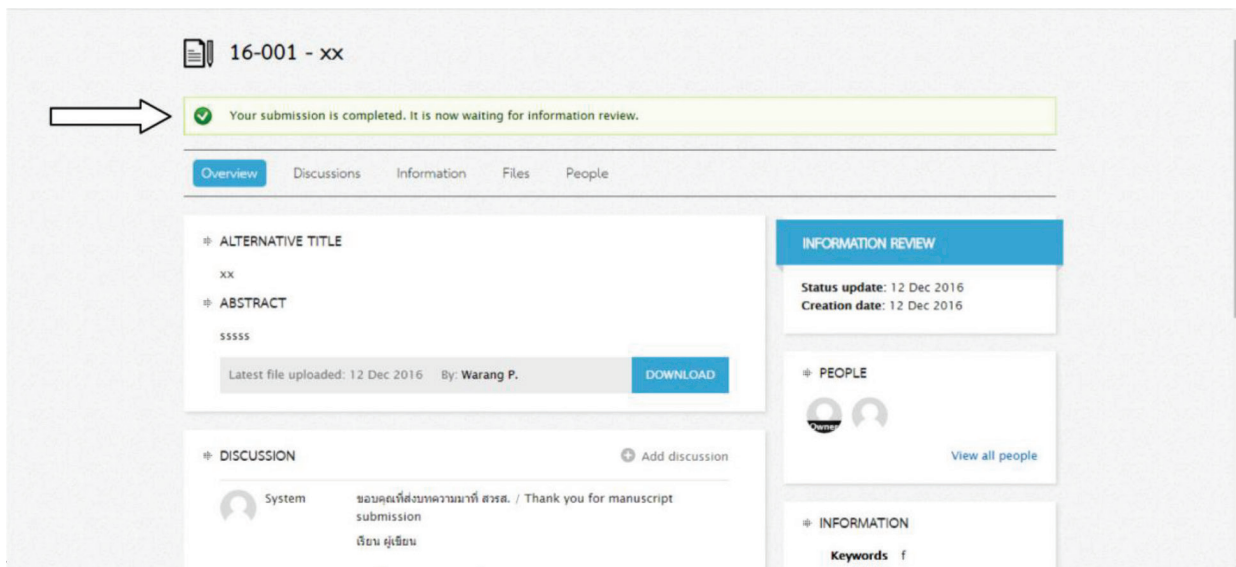 16-001 - xx
Your submission is completed. It is now waiting for information review.
Overview Discussions Information Files People
ALTERNATIVE TITLE
xx
ABSTRACT
sssss
Latest file uploaded: 12 Dec 2016 By: Warang P. DOWNLOAD
DISCUSSION Add discussion
System ขอบคุณที่ส่งบทความมาที่ สวรส. / Thank you for manuscript
submission
เรียน ผู้เขียน
INFORMATION REVIEW
Status update: 12 Dec 2016
Creation date: 12 Dec 2016
PEOPLE
Owner
View all people
INFORMATION
Keywords f